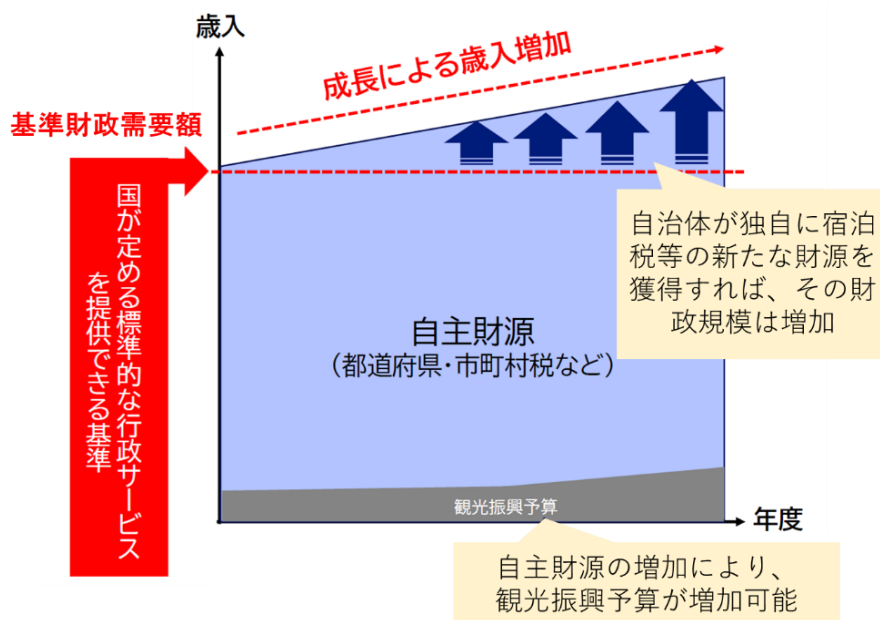 歳入
成長による歳入増加
基準財政需要額
国が定める標準的な行政サービス
を提供できる基準
自治体が独自に宿泊
税等の新たな財源を
獲得すれば、その財
政規模は増加
自主財源
（都道府県・市町村税など）
観光振興予算
年度
自主財源の増加により、
観光振興予算が増加可能